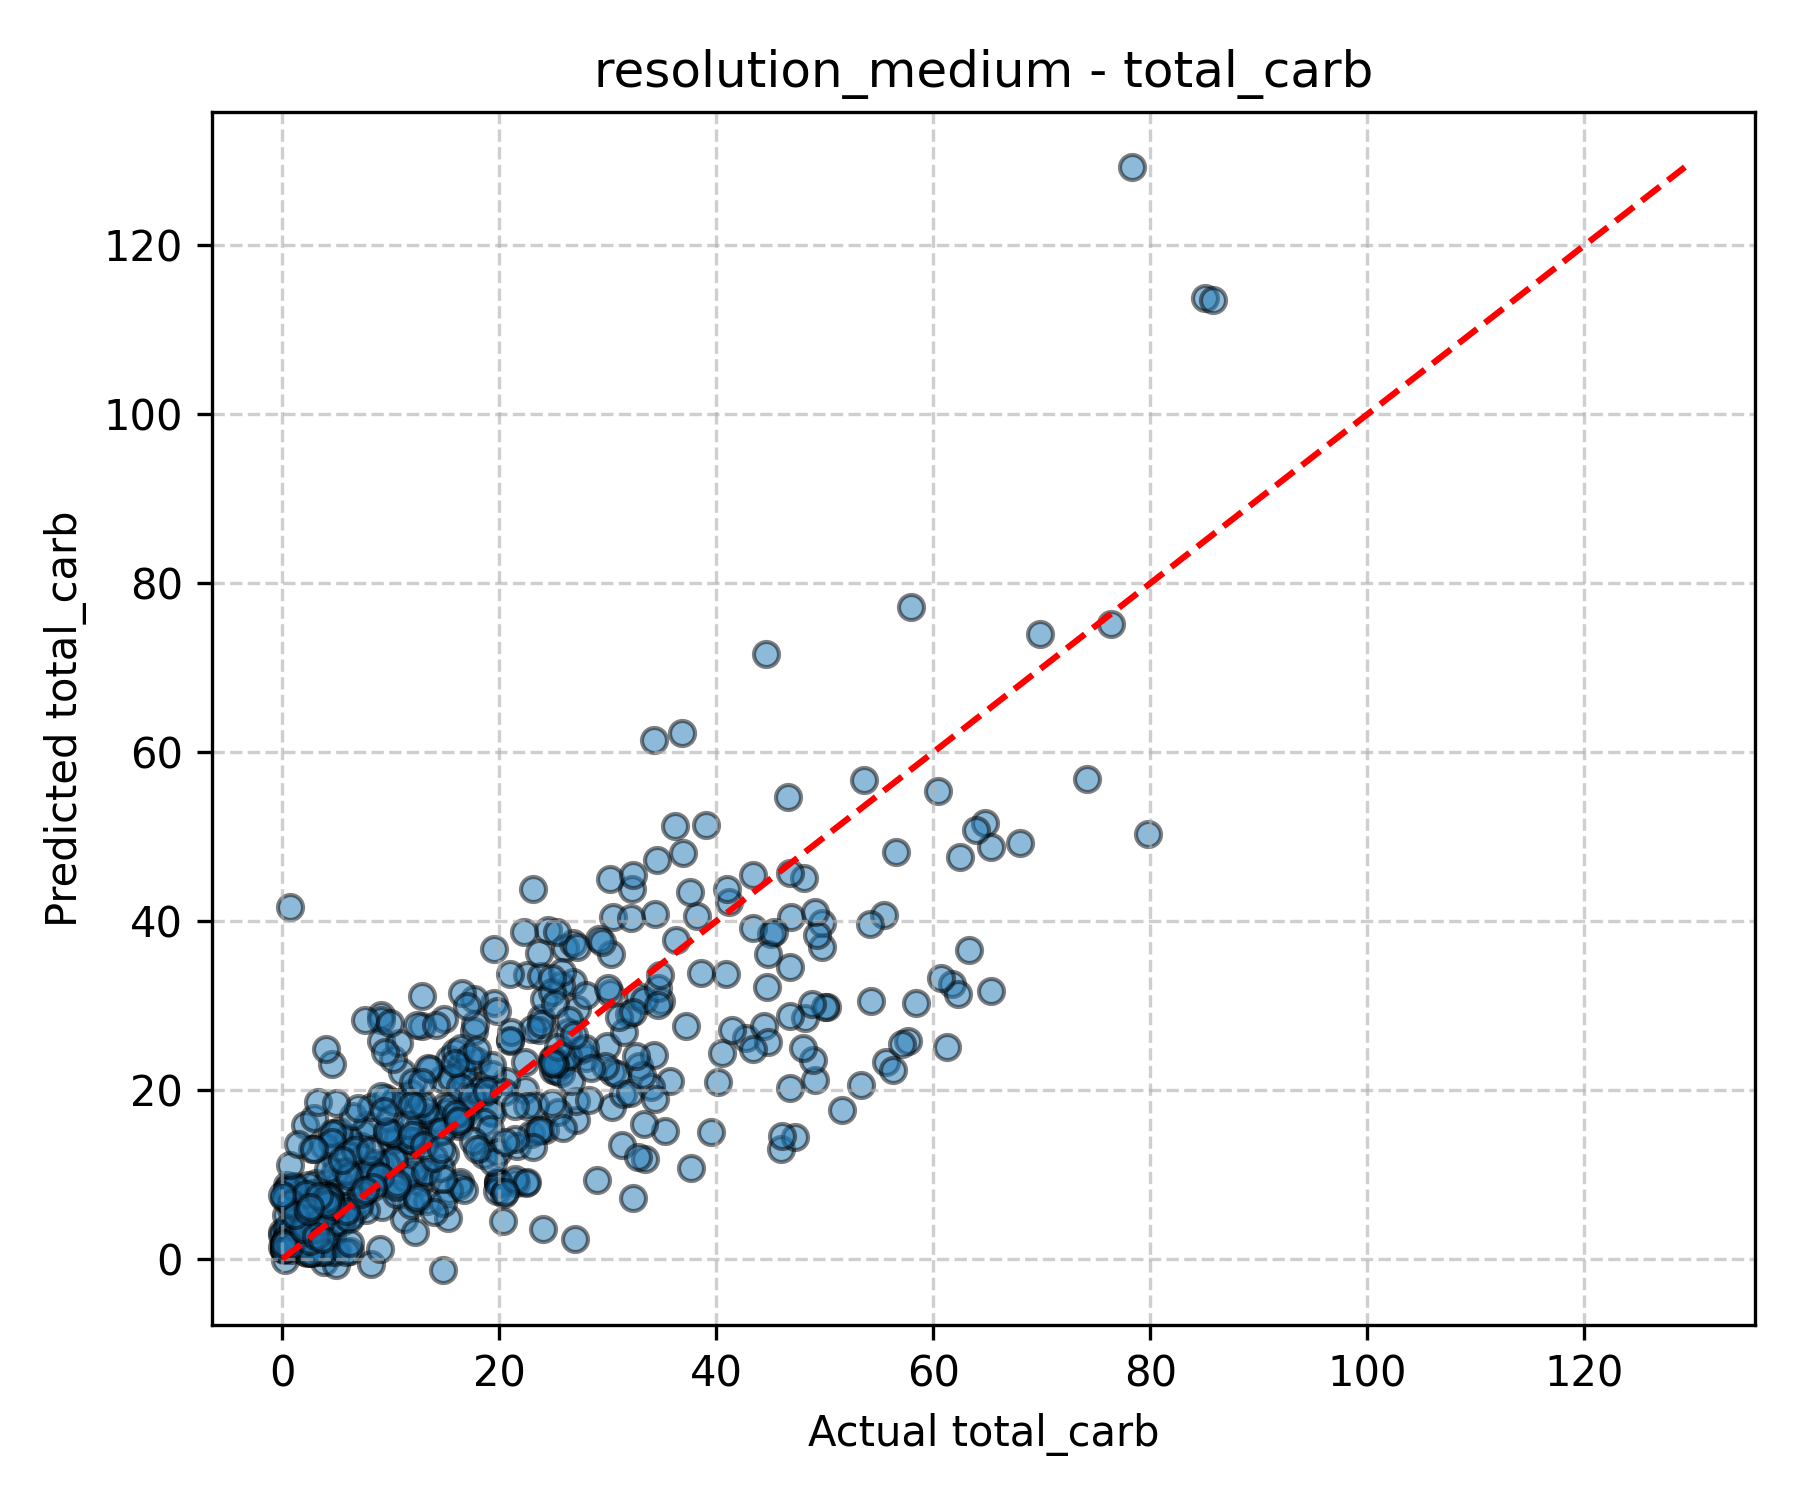 resolution_medium - total_carb
Predicted total_carb
120
100
80
60
40
20
0
0 20 40 60 80 100 120
Actual total_carb